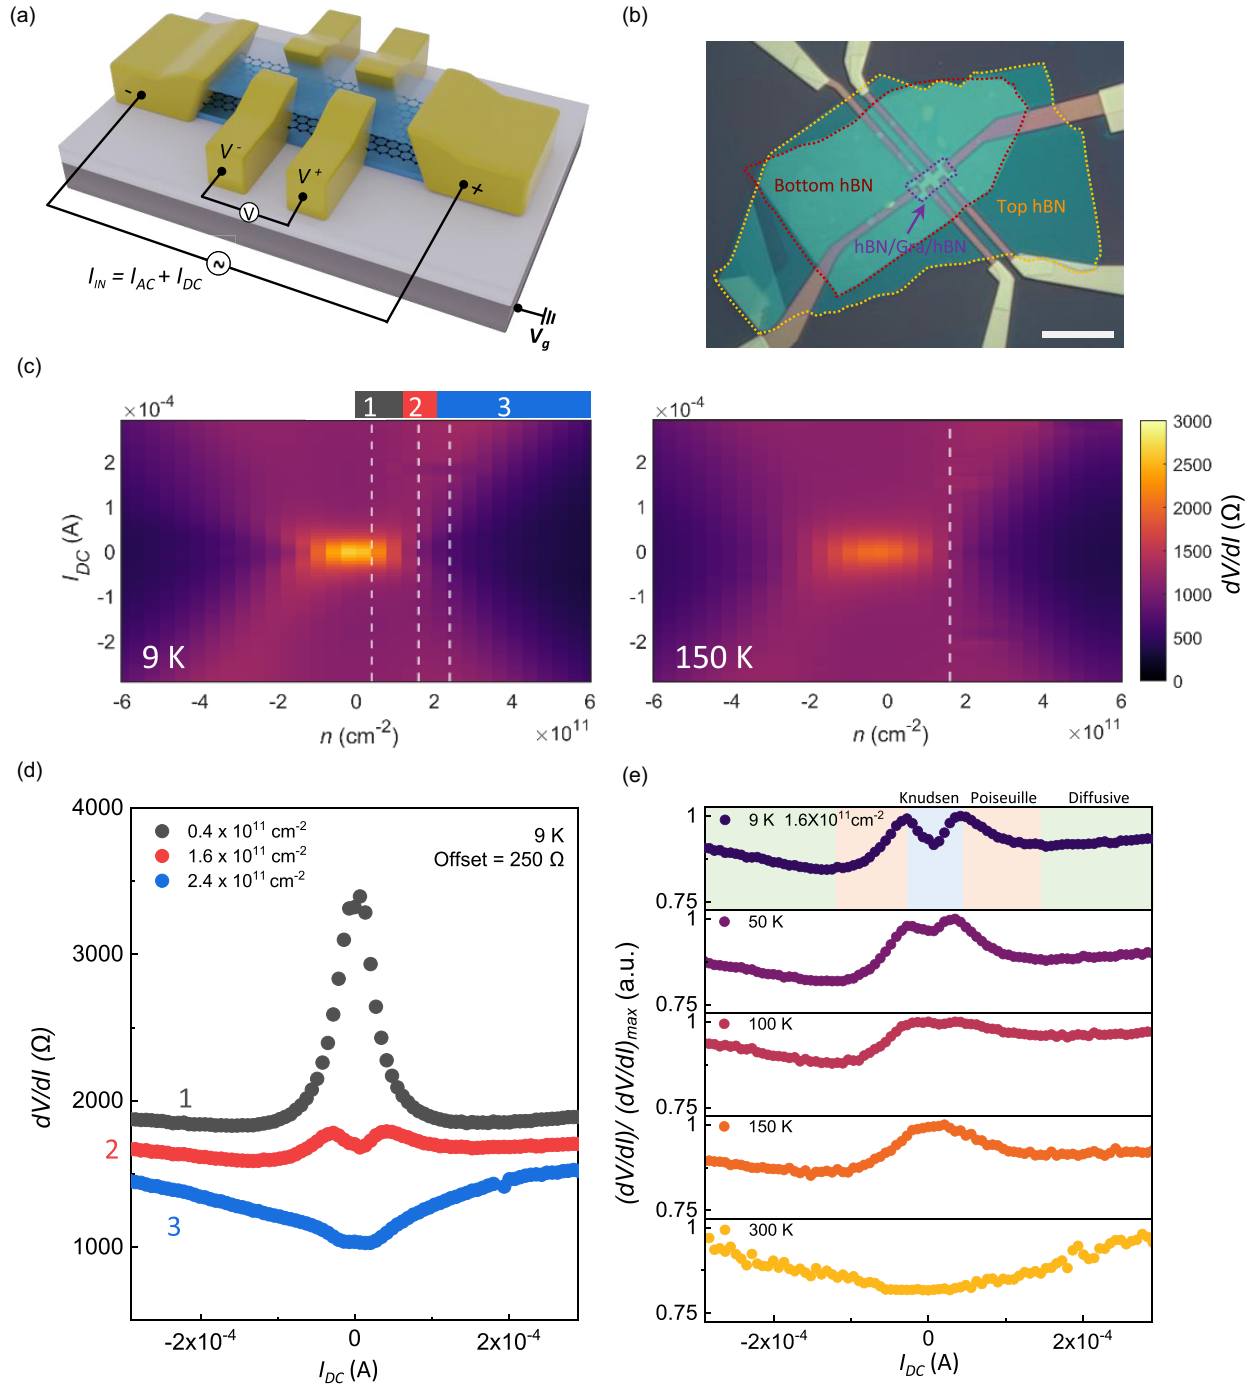 (a)
-
V -
V +
+
V
~
I_IN = I_AC + I_DC
V_g
(b)
Bottom hBN
Top hBN
hBN/Gra/hBN
(c)
×10^-4
1 2 3
2
1
0
-1
-2
I_DC (A)
9 K
-6 -4 -2 0 2 4 6
n (cm^-2)
×10^11
×10^-4
2
1
0
-1
-2
150 K
-6 -4 -2 0 2 4 6
n (cm^-2)
×10^11
3000
2500
2000
1500
1000
500
0
dV/dI (Ω)
(d)
4000
3000
2000
1000
dV/dI (Ω)
0.4 x 10^11 cm^-2
1.6 x 10^11 cm^-2
2.4 x 10^11 cm^-2
9 K
Offset = 250 Ω
1
2
3
-2x10^-4 0 2x10^-4
I_DC (A)
(e)
Knudsen Poiseuille Diffusive
1
9 K 1.6X10^11cm^-2
0.75
1
50 K
0.75
1
100 K
0.75
1
150 K
0.75
1
300 K
0.75
(dV/dI)/ (dV/dI)_max (a.u.)
-2x10^-4 0 2x10^-4
I_DC (A)